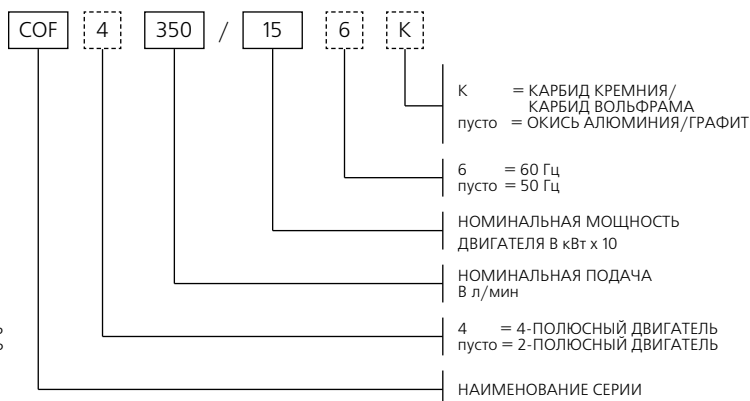 COF 4 350 / 15 6 K
K = КАРБИД КРЕМНИЯ/
КАРБИД ВОЛЬФРАМА
пусто = ОКИСЬ АЛЮМИНИЯ/ГРАФИТ
6 = 60 Гц
пусто = 50 Гц
НОМИНАЛЬНАЯ МОЩНОСТЬ
ДВИГАТЕЛЯ В кВт x 10
НОМИНАЛЬНАЯ ПОДАЧА
В л/мин
4 = 4-ПОЛЮСНЫЙ ДВИГАТЕЛЬ
пусто = 2-ПОЛЮСНЫЙ ДВИГАТЕЛЬ
НАИМЕНОВАНИЕ СЕРИИ